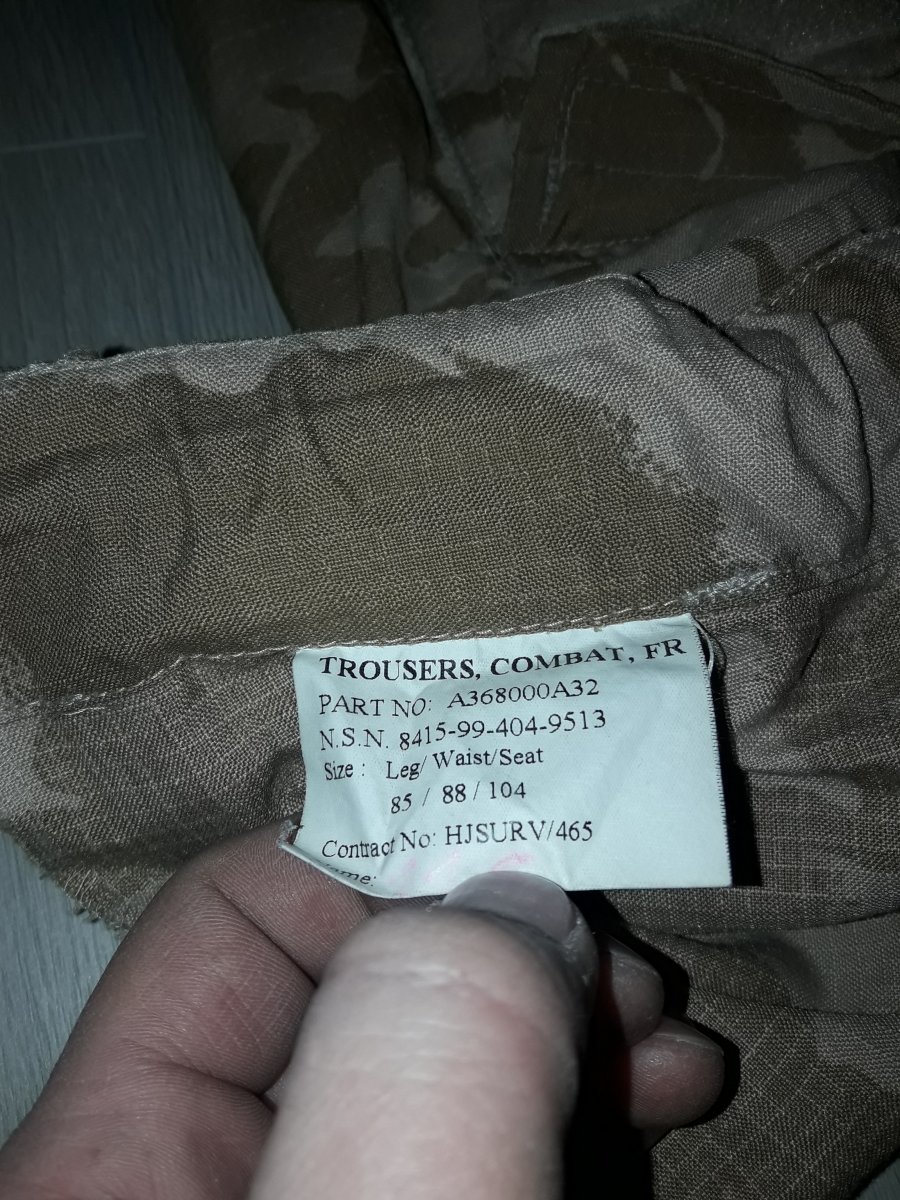 TROUSERS, COMBAT, FR
PART NO: A368000A32
N.S.N. 8415-99-404-9513
Size : Leg/ Waist/Seat
85 / 88 / 104
Contract No: HJSURV/465